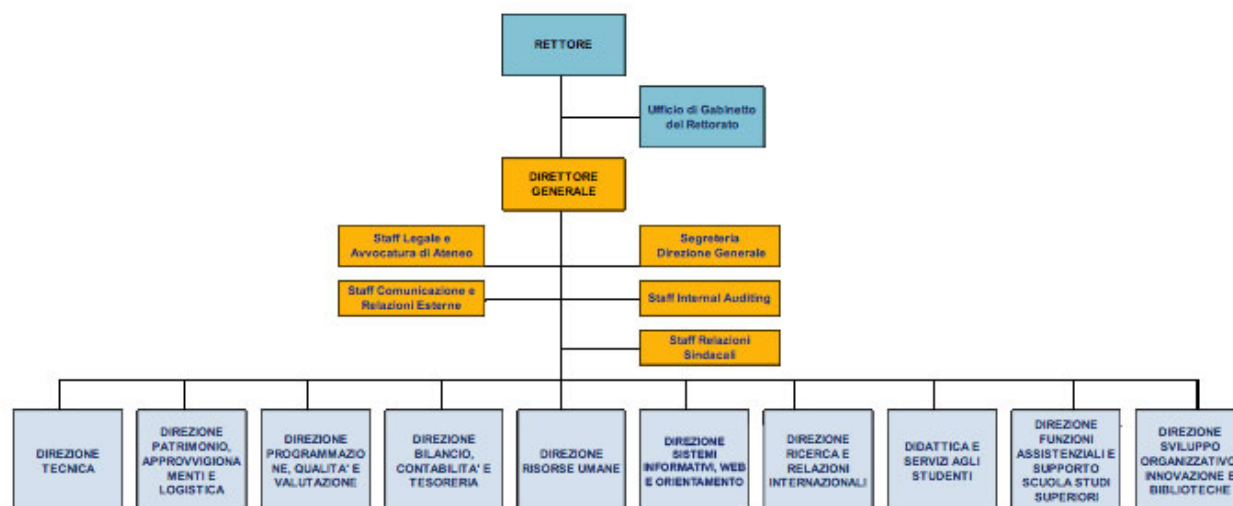 RETTORE
Ufficio di Gabinetto
del Rettorato
DIRETTORE
GENERALE
Staff Legale e
Avvocatura di Ateneo
Segreteria
Direzione Generale
Staff Comunicazione e
Relazioni Esterne
Staff Internal Auditing
Staff Relazioni
Sindacali
DIREZIONE
TECNICA
DIREZIONE
PATRIMONIO,
APPROVVIGIONA
MENTI E
LOGISTICA
DIREZIONE
PROGRAMMAZIO
NE, QUALITA' E
VALUTAZIONE
DIREZIONE
BILANCIO,
CONTABILITA' E
TESORERIA
DIREZIONE
RISORSE UMANE
DIREZIONE
SISTEMI
INFORMATIVI, WEB
E ORIENTAMENTO
DIREZIONE
RICERCA E
RELAZIONI
INTERNAZIONALI
DIDATTICA E
SERVIZI AGLI
STUDENTI
DIREZIONE
FUNZIONI
ASSISTENZIALI E
SUPPORTO
SCUOLA STUDI
SUPERIORI
DIREZIONE
SVILUPPO
ORGANIZZATIVO
INNOVAZIONE E
BIBLIOTECHE